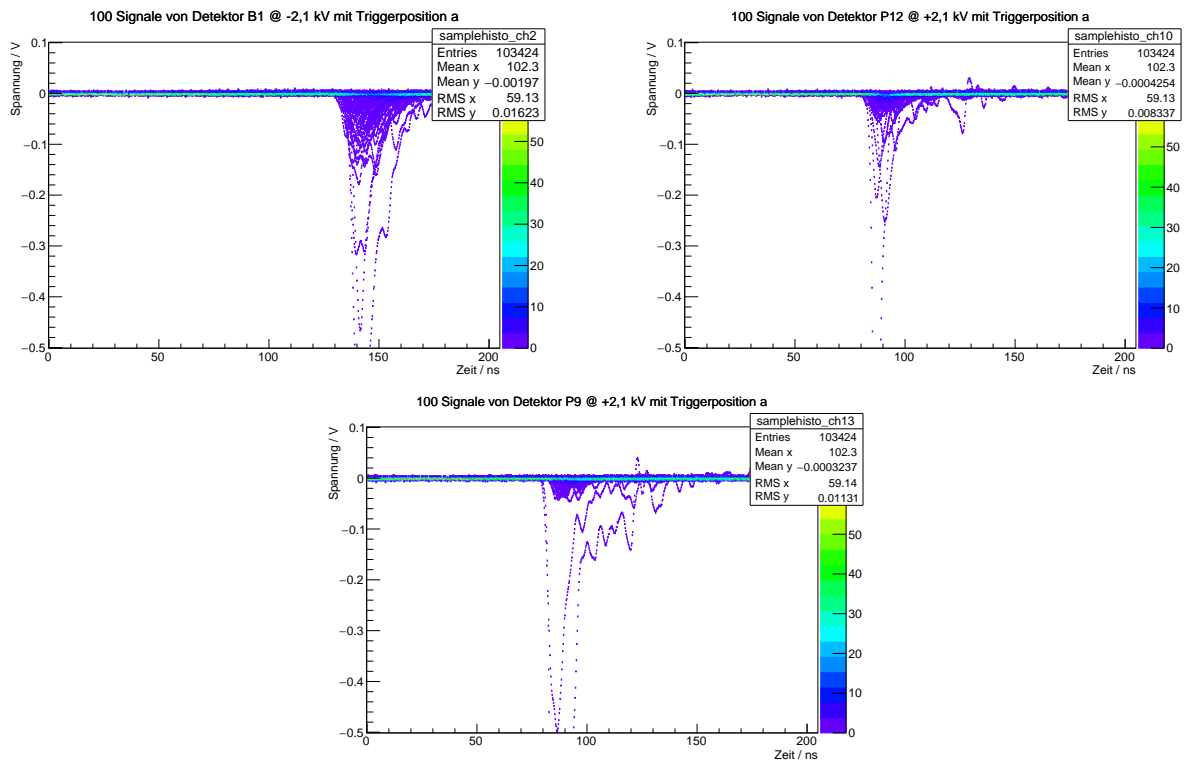 100 Signale von Detektor B1 @ -2,1 kV mit Triggerposition a
Spannung / V
0.1
0
−0.1
−0.2
−0.3
−0.4
−0.5
0
50
100
150
200
Zeit / ns
samplehisto_ch2
Entries 103424
Mean x 102.3
Mean y −0.00197
RMS x 59.13
RMS y 0.01623
50
40
30
20
10
0
100 Signale von Detektor P12 @ +2,1 kV mit Triggerposition a
Spannung / V
0.1
0
−0.1
−0.2
−0.3
−0.4
−0.5
0
50
100
150
200
Zeit / ns
samplehisto_ch10
Entries 103424
Mean x 102.3
Mean y −0.0004254
RMS x 59.13
RMS y 0.008337
50
40
30
20
10
0
100 Signale von Detektor P9 @ +2,1 kV mit Triggerposition a
Spannung / V
0.1
0
−0.1
−0.2
−0.3
−0.4
−0.5
0
50
100
150
200
Zeit / ns
samplehisto_ch13
Entries 103424
Mean x 102.3
Mean y −0.0003237
RMS x 59.14
RMS y 0.01131
50
40
30
20
10
0